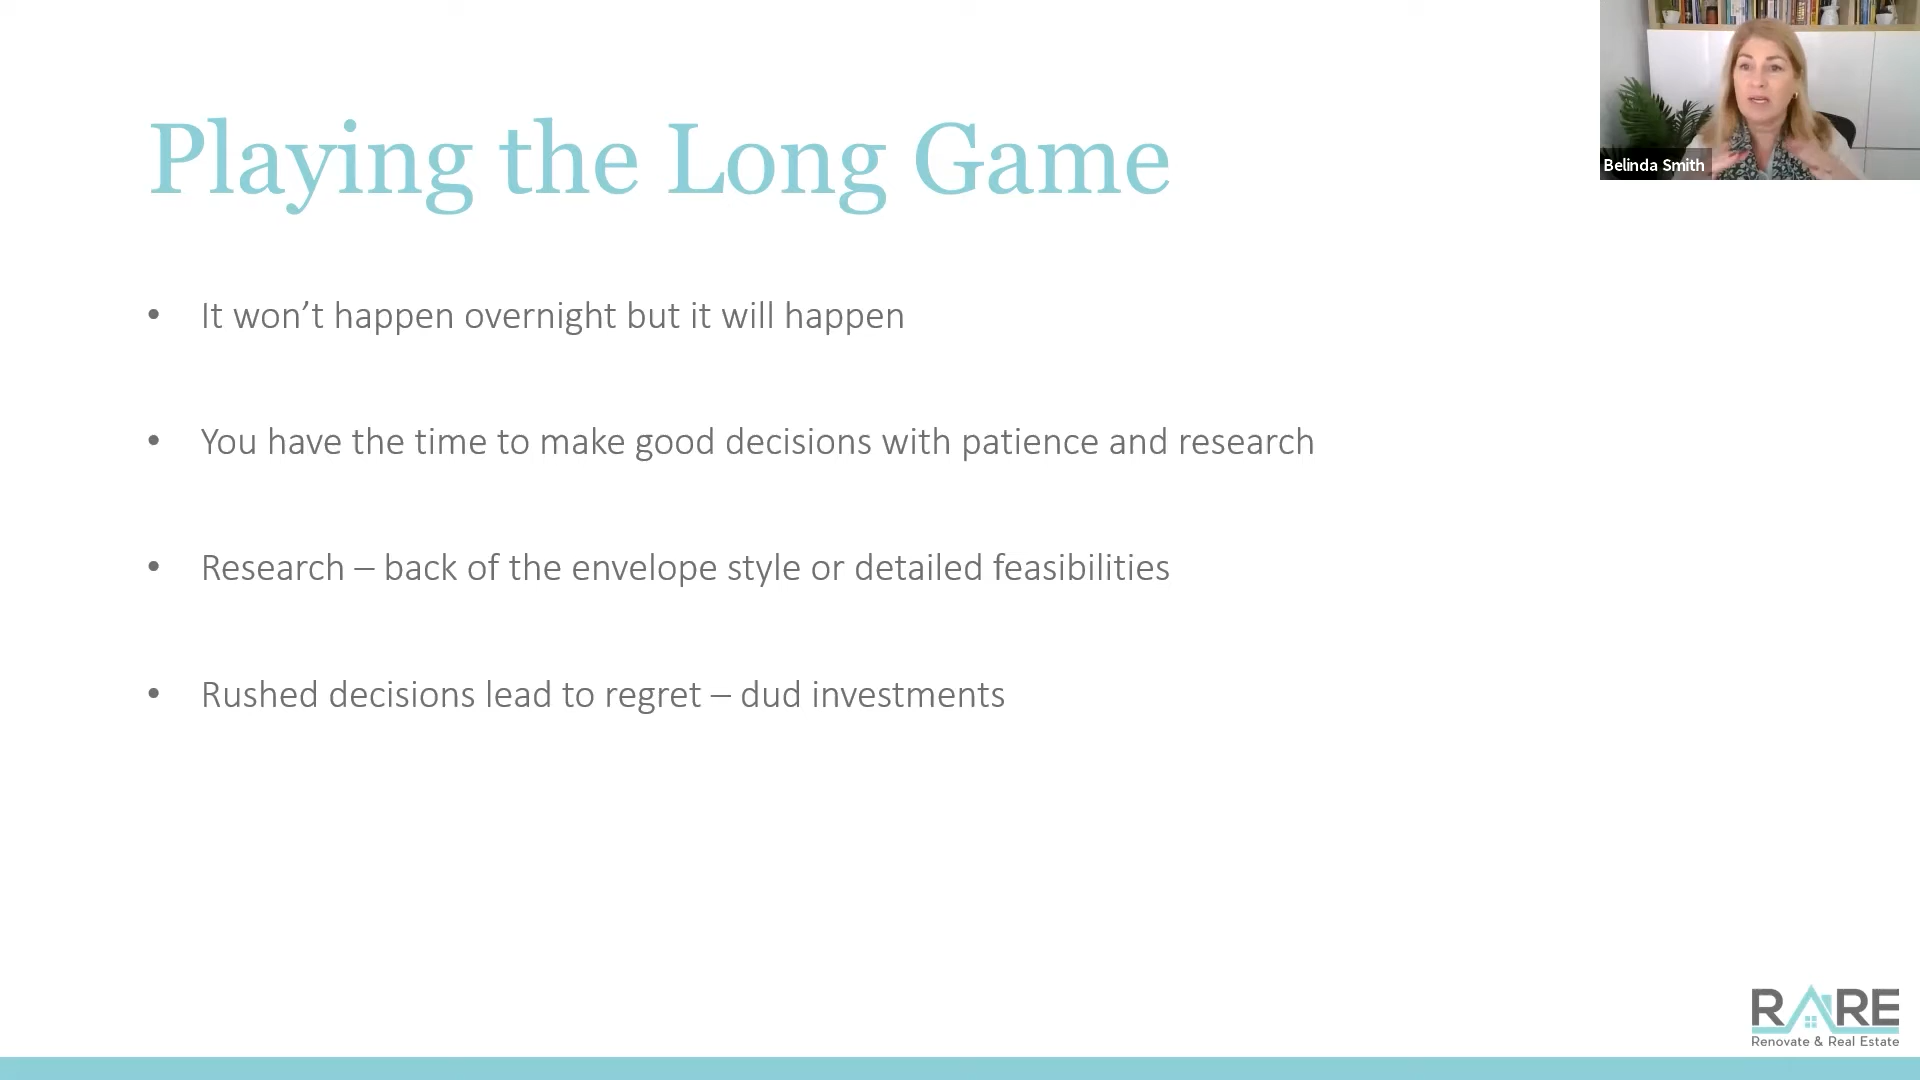 Playing the Long Game
Belinda Smith
• It won’t happen overnight but it will happen
• You have the time to make good decisions with patience and research
• Research – back of the envelope style or detailed feasibilities
• Rushed decisions lead to regret – dud investments
RARE
Renovate & Real Estate